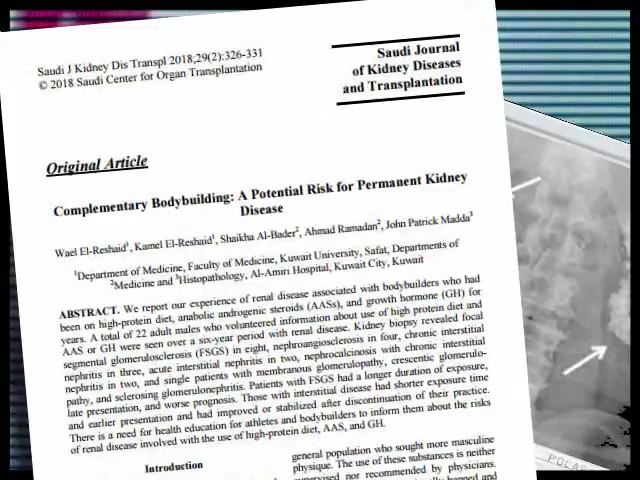 Saudi J Kidney Dis Transpl 2018;29(2):326-331
© 2018 Saudi Center for Organ Transplantation
Saudi Journal
of Kidney Diseases
and Transplantation
Original Article
Complementary Bodybuilding: A Potential Risk for Permanent Kidney
Disease
Wael El-Reshaid¹, Kamel El-Reshaid¹, Shaikha Al-Bader², Ahmad Ramadan², John Patrick Madda³
¹Department of Medicine, Faculty of Medicine, Kuwait University, Safat, Departments of
²Medicine and ³Histopathology, Al-Amiri Hospital, Kuwait City, Kuwait
ABSTRACT. We report our experience of renal disease associated with bodybuilders who had
been on high-protein diet, anabolic androgenic steroids (AASs), and growth hormone (GH) for
years. A total of 22 adult males who volunteered information about use of high protein diet and
AAS or GH were seen over a six-year period with renal disease. Kidney biopsy revealed focal
segmental glomerulosclerosis (FSGS) in eight, nephroangiosclerosis in four, chronic interstitial
nephritis in three, acute interstitial nephritis in two, nephrocalcinosis with chronic interstitial
nephritis in two, and single patients with membranous glomerulopathy, crescentic glomerulo-
pathy, and sclerosing glomerulonephritis. Patients with FSGS had a longer duration of exposure,
late presentation, and worse prognosis. Those with interstitial disease had shorter exposure time
and earlier presentation and had improved or stabilized after discontinuation of their practice.
There is a need for health education for athletes and bodybuilders to inform them about the risks
of renal disease involved with the use of high-protein diet, AAS, and GH.
Introduction
general population who sought more masculine
physique. The use of these substances is neither
supervised nor recommended by physicians.
banned and
POLA